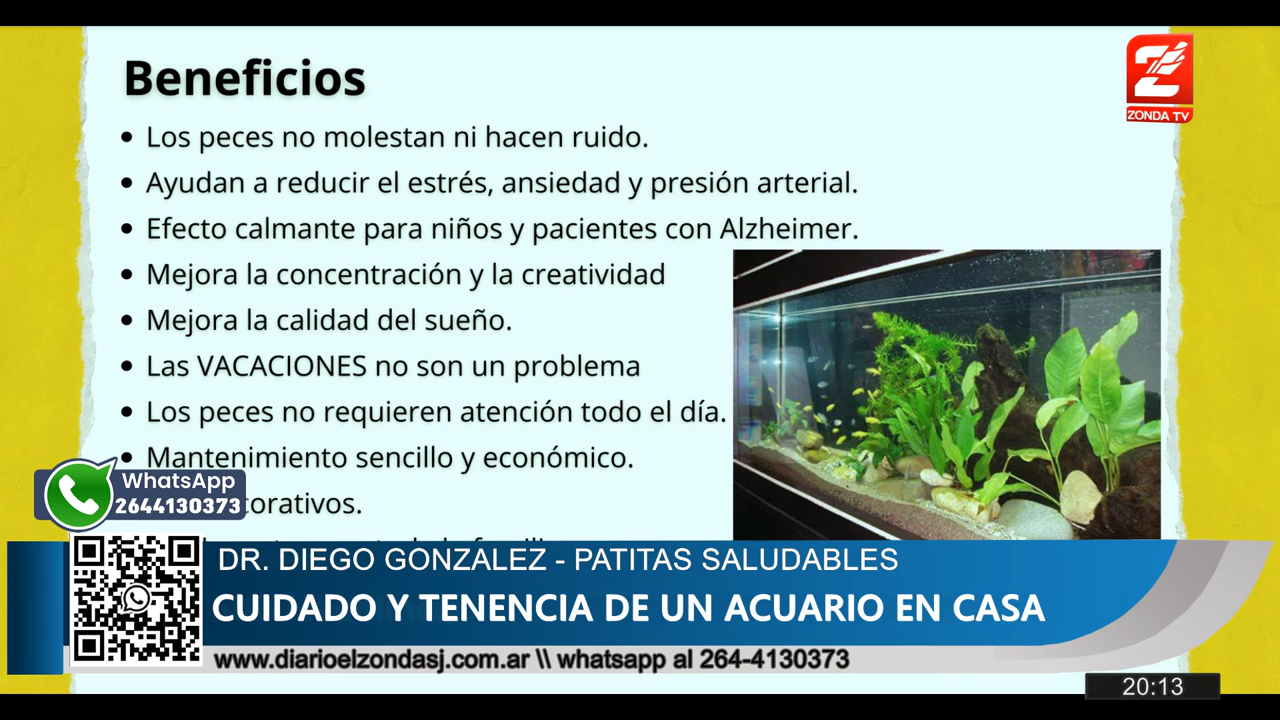 Beneficios
ZONDA TV
Los peces no molestan ni hacen ruido.
Ayudan a reducir el estrés, ansiedad y presión arterial.
Efecto calmante para niños y pacientes con Alzheimer.
Mejora la concentración y la creatividad
Mejora la calidad del sueño.
Las VACACIONES no son un problema
Los peces no requieren atención todo el día.
Mantenimiento sencillo y económico.
WhatsApp
2644130373
corativos.
DR. DIEGO GONZALEZ - PATITAS SALUDABLES
CUIDADO Y TENENCIA DE UN ACUARIO EN CASA
www.diarioelzondasj.com.ar \\ whatsapp al 264-4130373
20:13